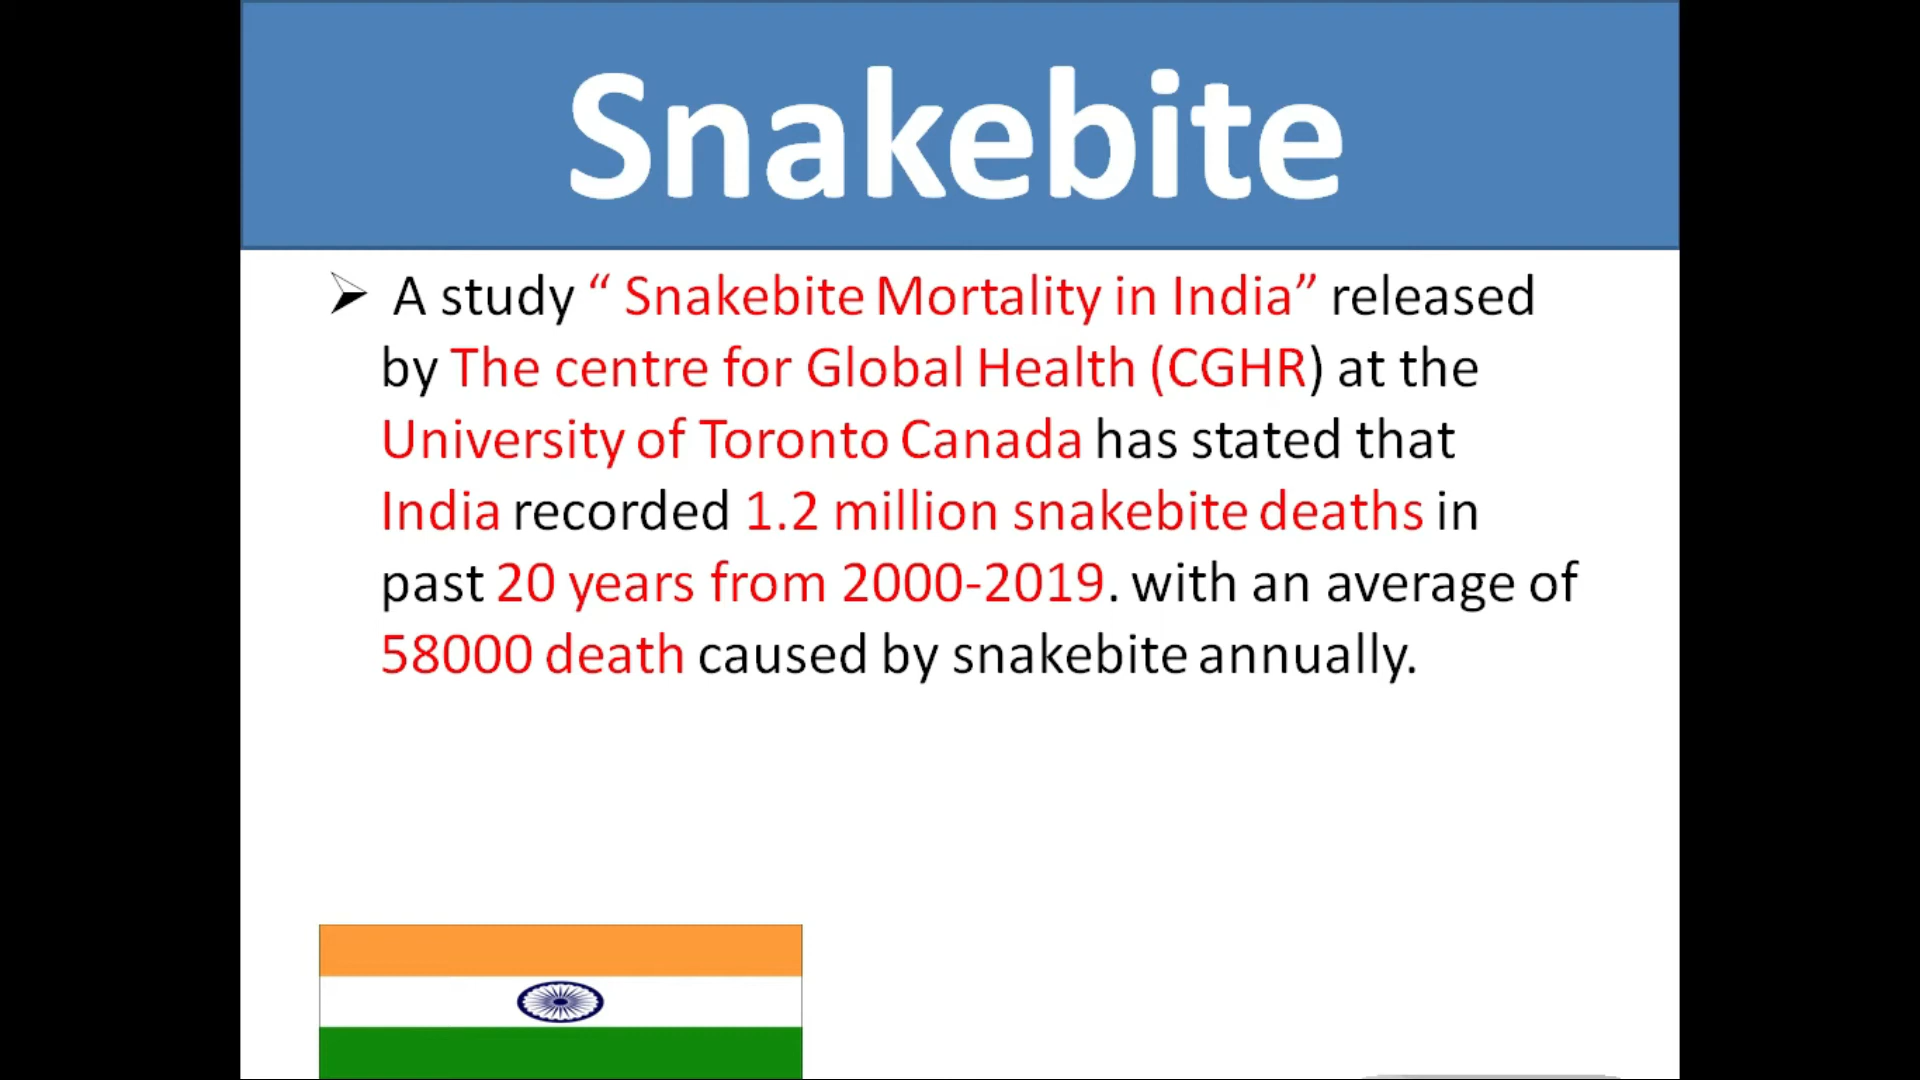 Snakebite
A study “ Snakebite Mortality in India” released
by The centre for Global Health (CGHR) at the
University of Toronto Canada has stated that
India recorded 1.2 million snakebite deaths in
past 20 years from 2000-2019. with an average of
58000 death caused by snakebite annually.